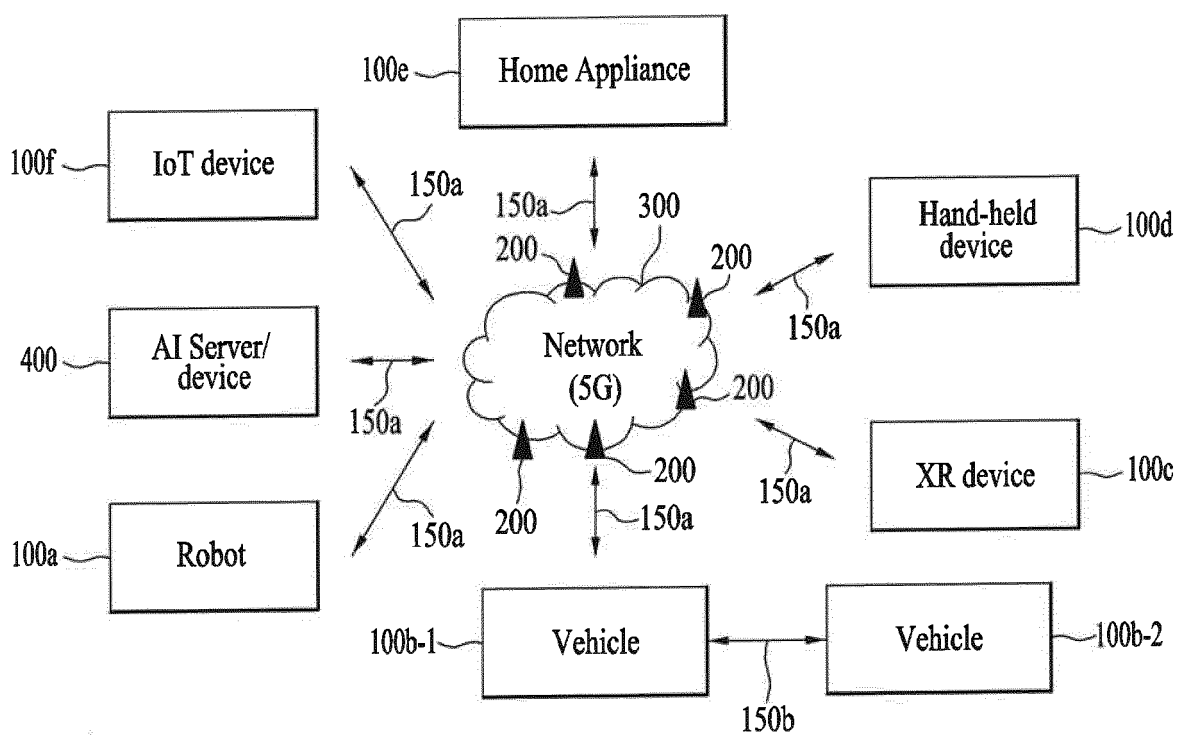 100e
Home Appliance
100f
IoT device
150a
150a
300
200
200
Hand-held
device
100d
150a
400
AI Server/
device
150a
Network
(5G)
200
200
200
150a
XR device
100c
150a
150a
100a
Robot
100b-1
Vehicle
Vehicle
100b-2
150b